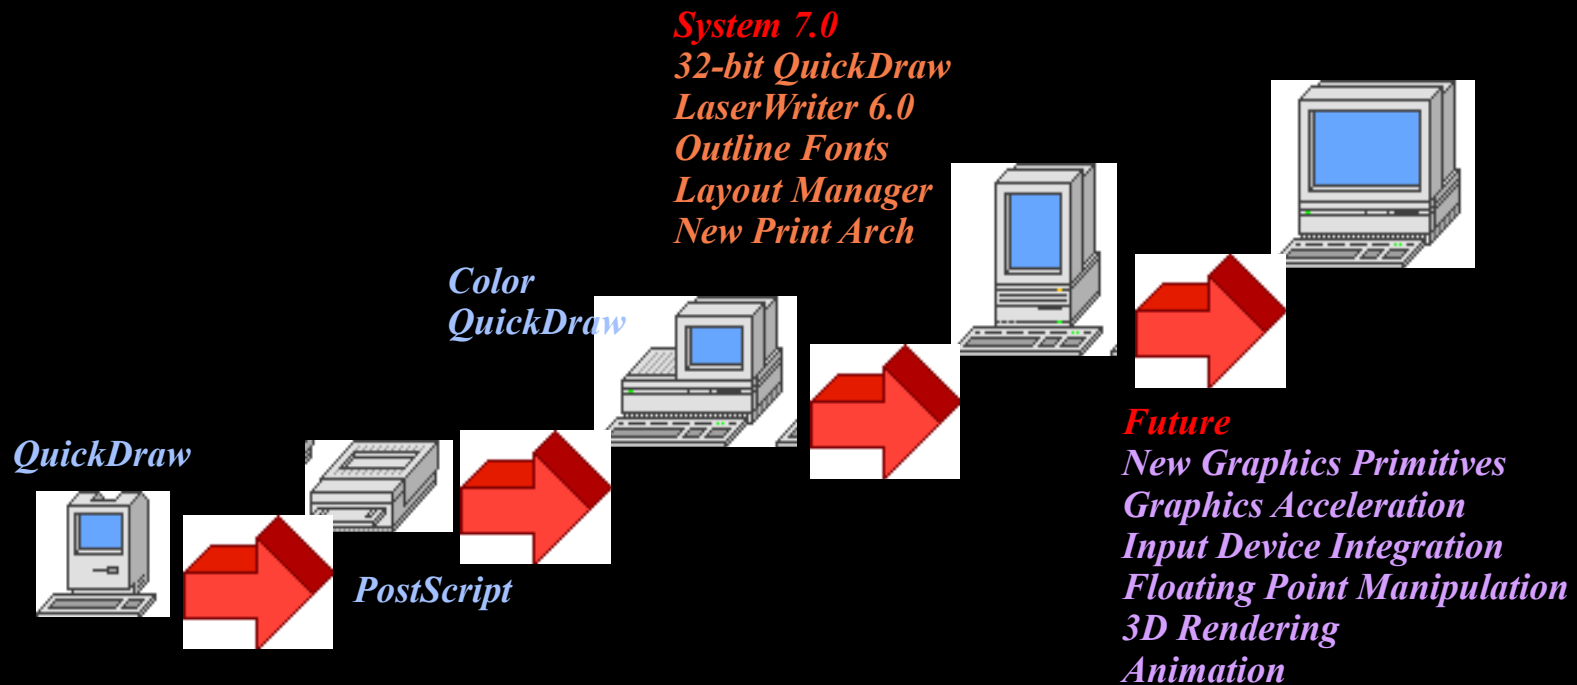 QuickDraw
PostScript
Color
QuickDraw
System 7.0
32-bit QuickDraw
LaserWriter 6.0
Outline Fonts
Layout Manager
New Print Arch
Future
New Graphics Primitives
Graphics Acceleration
Input Device Integration
Floating Point Manipulation
3D Rendering
Animation